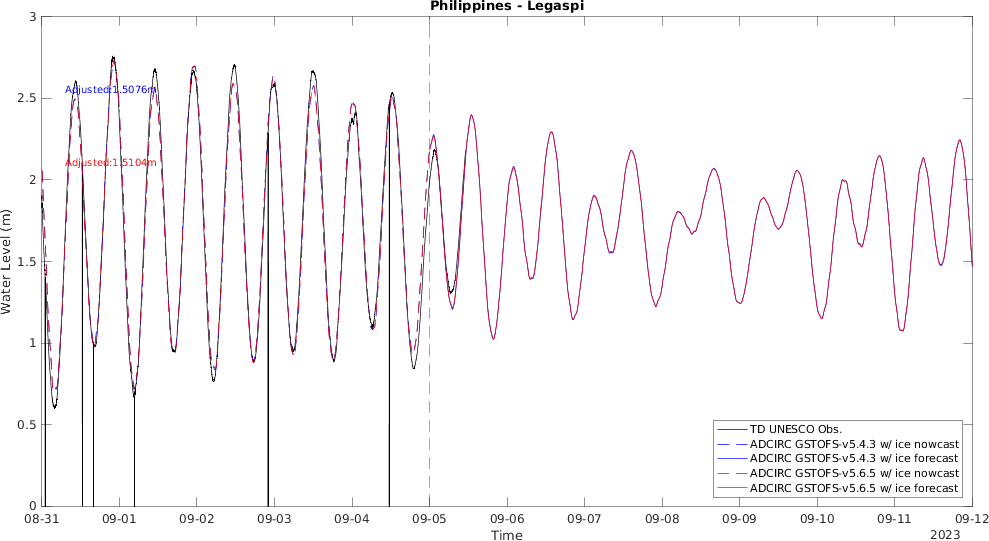 Philippines - Legaspi
Water Level (m)
3
2.5
2
1.5
1
0.5
0
Adjusted:1.5076m
Adjusted:1.5104m
TD UNESCO Obs.
ADCIRC GSTOFS-v5.4.3 w/ ice nowcast
ADCIRC GSTOFS-v5.4.3 w/ ice forecast
ADCIRC GSTOFS-v5.6.5 w/ ice nowcast
ADCIRC GSTOFS-v5.6.5 w/ ice forecast
08-31 09-01 09-02 09-03 09-04 09-05 09-06 09-07 09-08 09-09 09-10 09-11 09-12
Time
2023